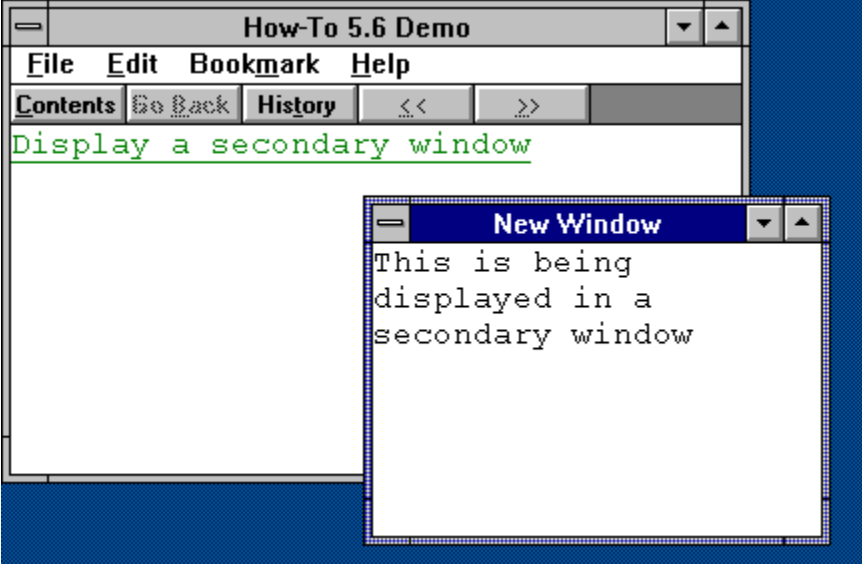 How-To 5.6 Demo
File Edit Bookmark Help
Contents Go Back History << >>
Display a secondary window
New Window
This is being
displayed in a
secondary window